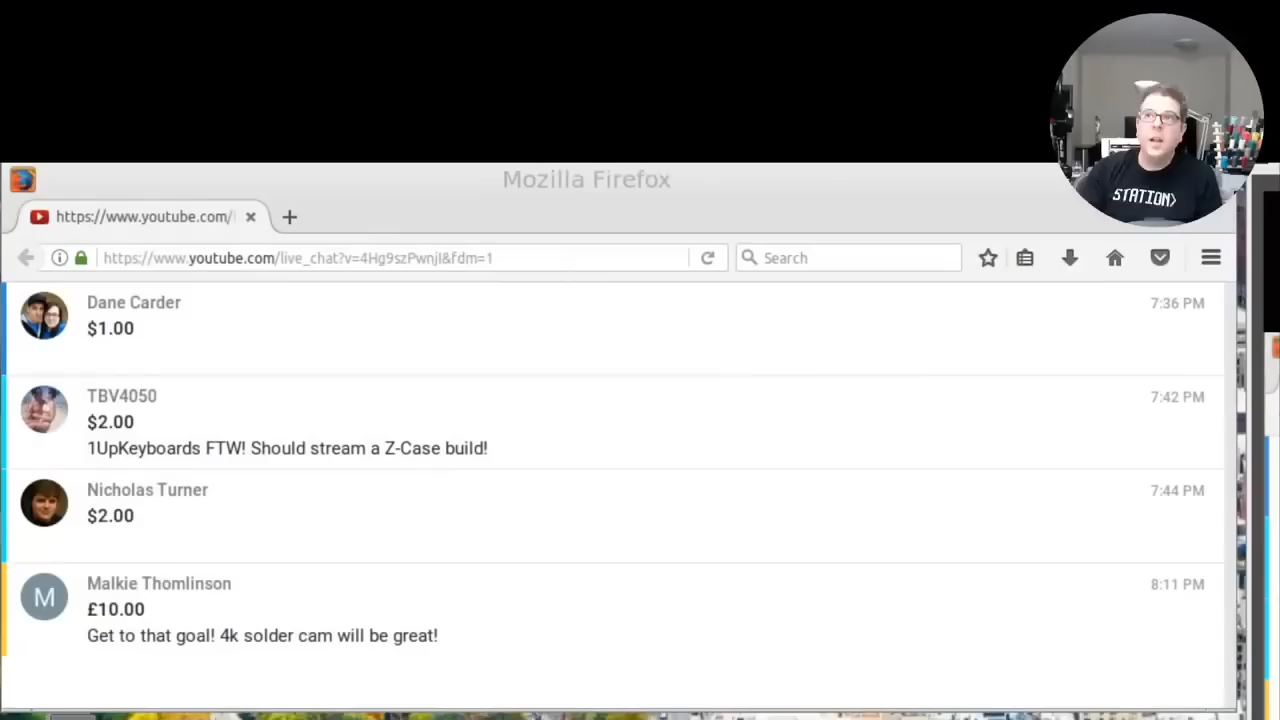 Mozilla Firefox
https://www.youtube.com/
https://www.youtube.com/live_chat?v=4Hg9szPwnjI&fdm=1
Search
STATION>
Dane Carder
7:36 PM
$1.00
TBV4050
7:42 PM
$2.00
1UpKeyboards FTW! Should stream a Z-Case build!
Nicholas Turner
7:44 PM
$2.00
M
Malkie Thomlinson
8:11 PM
£10.00
Get to that goal! 4k solder cam will be great!